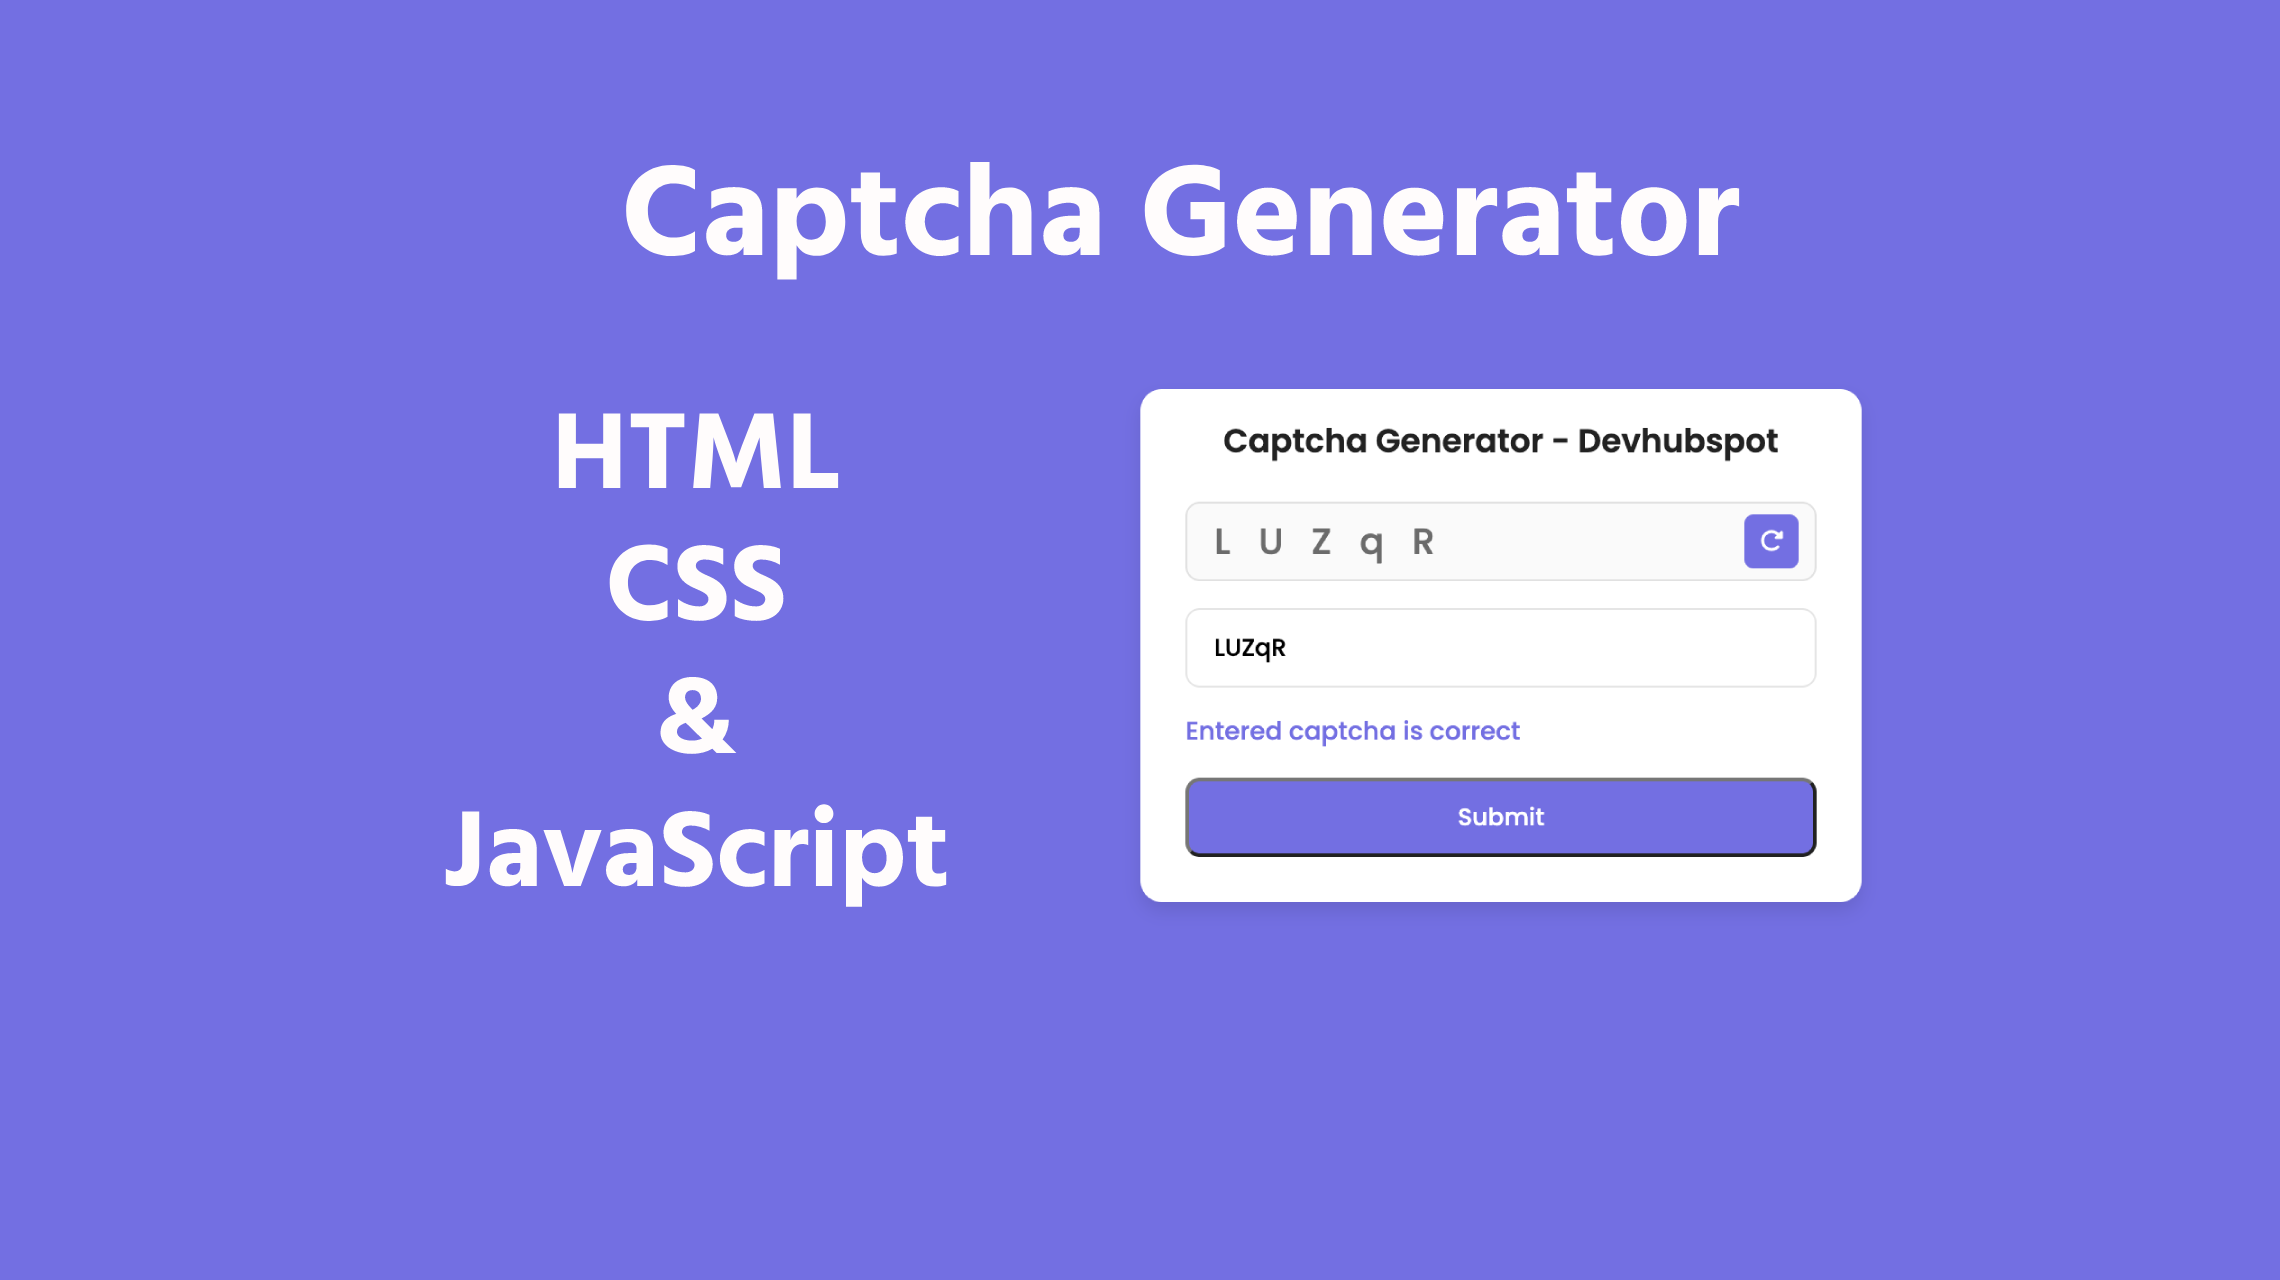 Captcha Generator
HTML
CSS
&
JavaScript
Captcha Generator - Devhubspot
L U Z q R
LUZqR
Entered captcha is correct
Submit